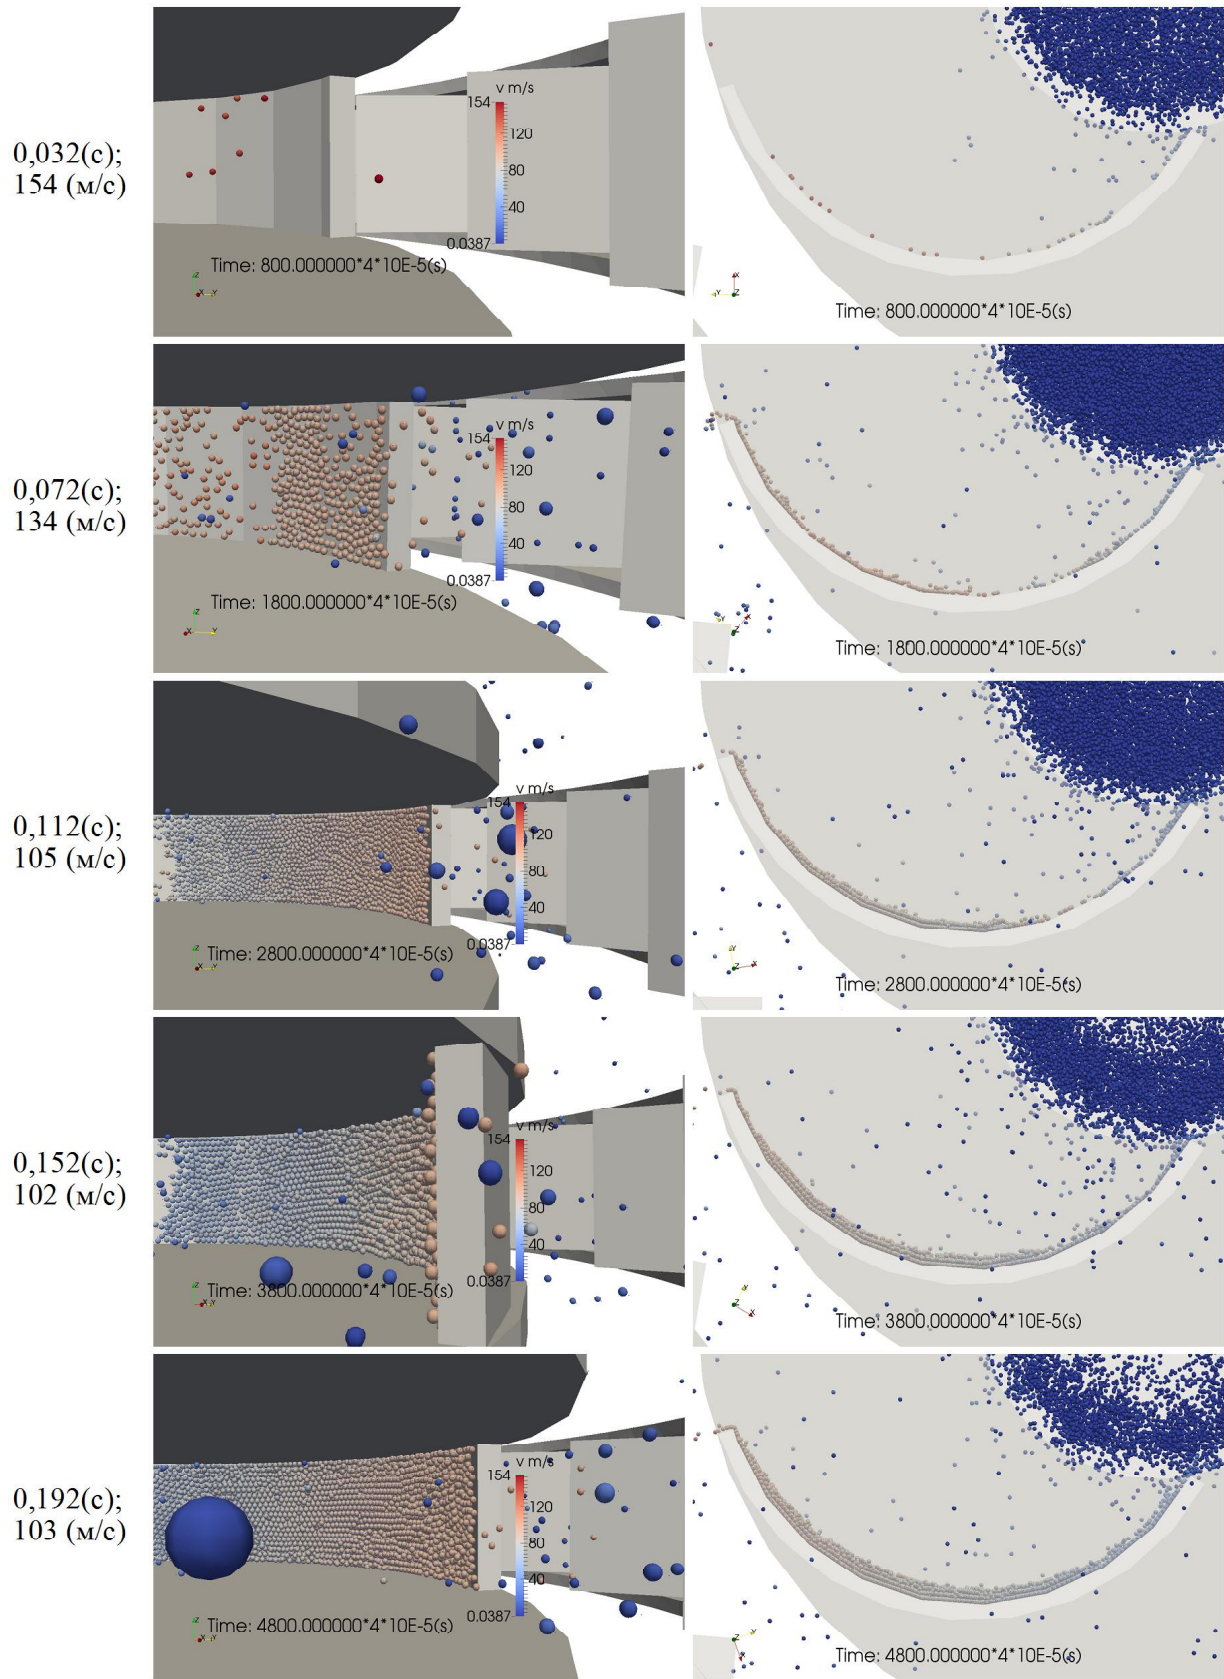 0,032(с);
154 (м/с)
v m/s
154
120
80
40
0.0387
Time: 800.000000*4*10E-5(s)
Z
X
Y
Time: 800.000000*4*10E-5(s)
X
Y
Z
0,072(с);
134 (м/с)
v m/s
154
120
80
40
0.0387
Time: 1800.000000*4*10E-5(s)
Z
X
Y
Time: 1800.000000*4*10E-5(s)
Y
X
Z
0,112(с);
105 (м/с)
v m/s
154
120
80
40
0.0387
Time: 2800.000000*4*10E-5(s)
Z
X
Y
Time: 2800.000000*4*10E-5(s)
Y
Z
X
0,152(с);
102 (м/с)
v m/s
154
120
80
40
0.0387
Time: 3800.000000*4*10E-5(s)
Z
X
Y
Time: 3800.000000*4*10E-5(s)
Y
Z
X
0,192(с);
103 (м/с)
v m/s
154
120
80
40
0.0387
Time: 4800.000000*4*10E-5(s)
Z
X
Y
Time: 4800.000000*4*10E-5(s)
Z
Y
X